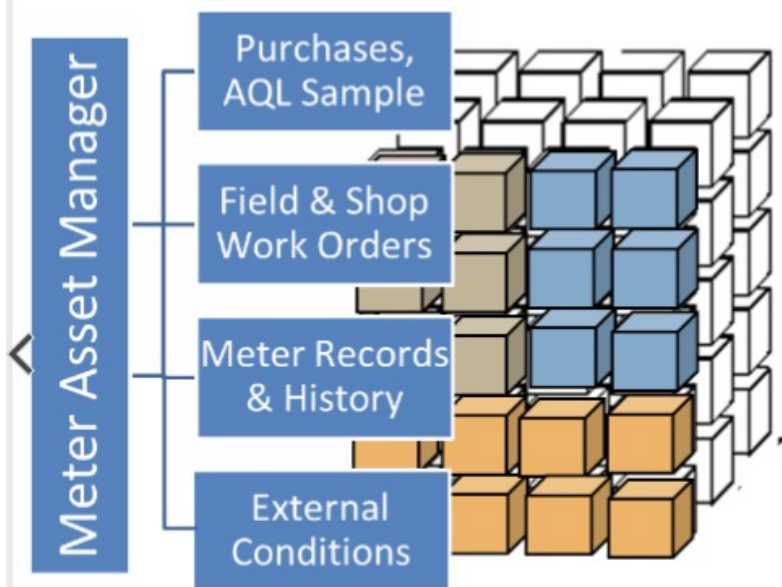 Meter Asset Manager
Purchases,
AQL Sample
Field & Shop
Work Orders
Meter Records
& History
External
Conditions